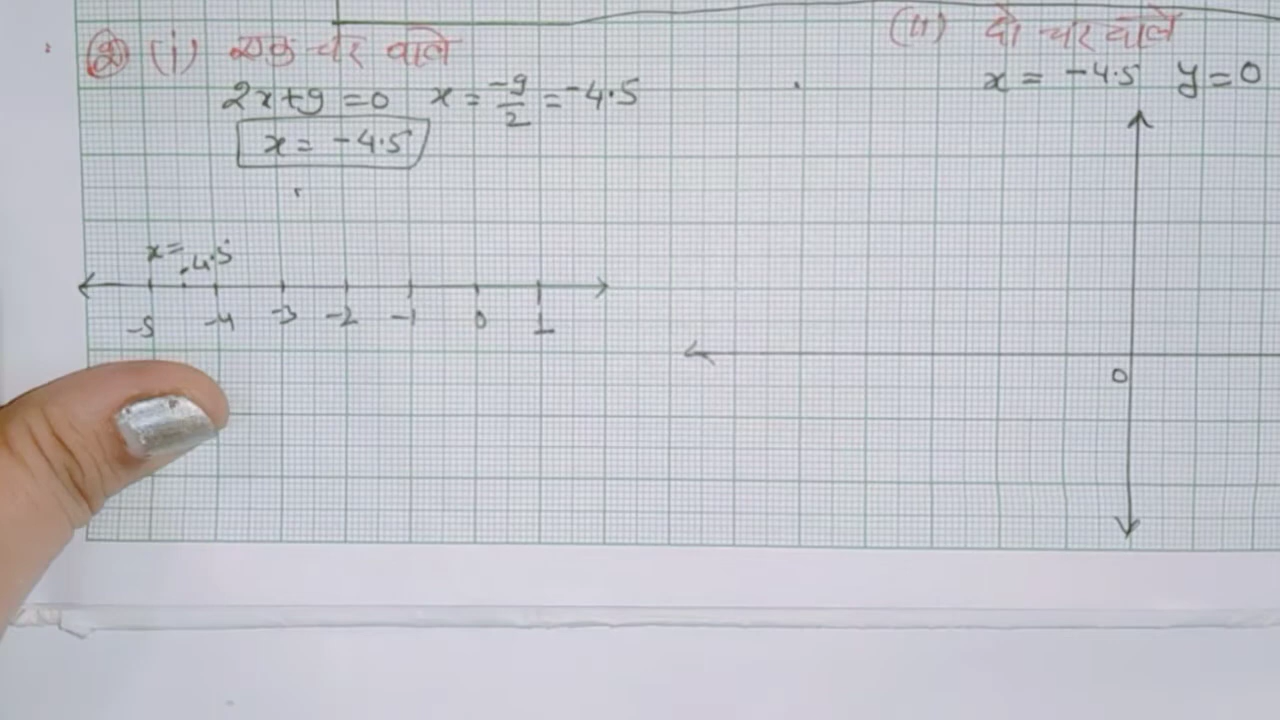 ② (i) एक चर वाले
2x+9 =0 x = -9/2 = -4.5
x = -4.5
x= -4.5
-5 -4 -3 -2 -1 0 1
(ii) दो चर वाले
x = -4.5 y = 0
0